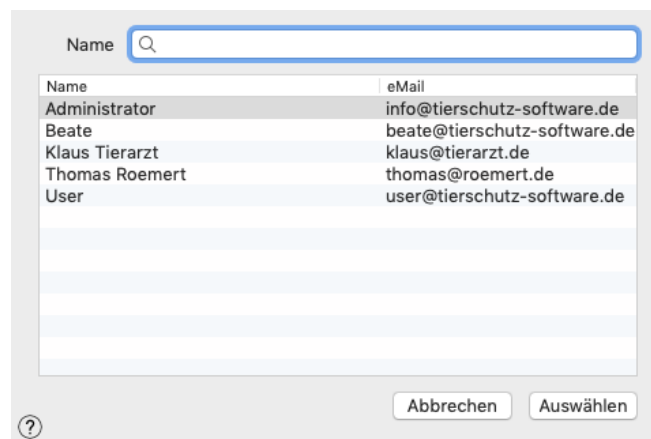 Name
Name eMail
Administrator info@tierschutz-software.de
Beate beate@tierschutz-software.de
Klaus Tierarzt klaus@tierarzt.de
Thomas Roemert thomas@roemert.de
User user@tierschutz-software.de
Abbrechen Auswählen
?